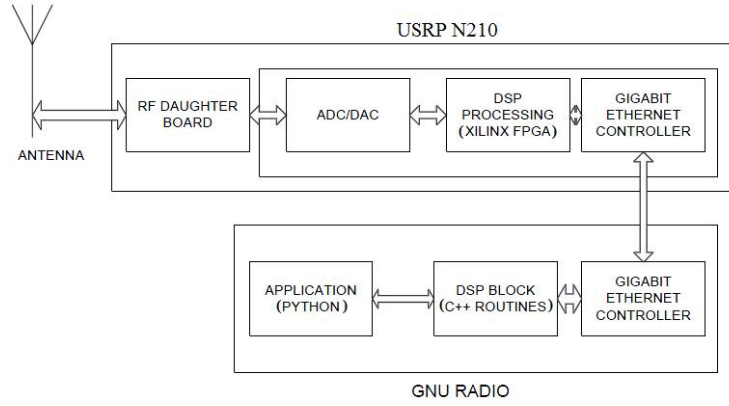 USRP N210
RF DAUGHTER
BOARD
ADC/DAC
DSP
PROCESSING
(XILINX FPGA)
GIGABIT
ETHERNET
CONTROLLER
ANTENNA
APPLICATION
(PYTHON)
DSP BLOCK
(C++ ROUTINES)
GIGABIT
ETHERNET
CONTROLLER
GNU RADIO